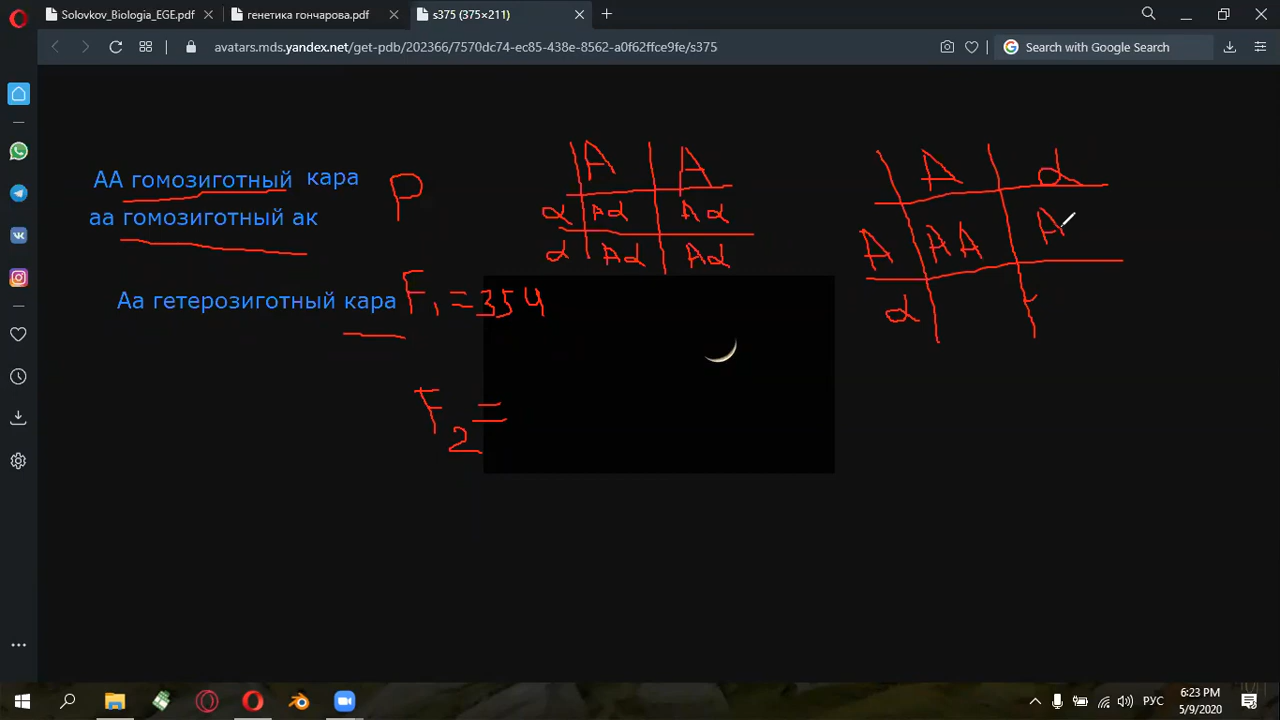 Solovkov_Biologia_EGE.pdf
генетика гончарова.pdf
s375 (375×211)
avatars.mds.yandex.net/get-pdb/202366/7570dc74-ec85-438e-8562-a0f62ffce9fe/s375
Search with Google Search
АА гомозиготный кара
аа гомозиготный ак
Аа гетерозиготный кара
P
F1 = 354
F2 =
A A
a Aa Aa
a Aa Aa
A a
A AA A
a
РУС
6:23 PM
5/9/2020